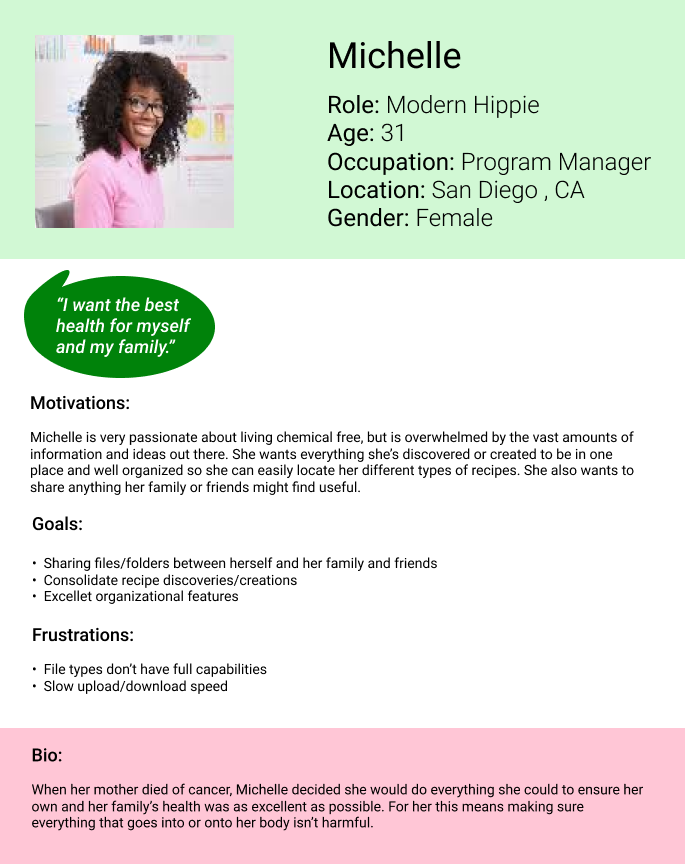 Michelle
Role: Modern Hippie
Age: 31
Occupation: Program Manager
Location: San Diego , CA
Gender: Female
“I want the best
health for myself
and my family.”
Motivations:
Michelle is very passionate about living chemical free, but is overwhelmed by the vast amounts of
information and ideas out there. She wants everything she’s discovered or created to be in one
place and well organized so she can easily locate her different types of recipes. She also wants to
share anything her family or friends might find useful.
Goals:
• Sharing files/folders between herself and her family and friends
• Consolidate recipe discoveries/creations
• Excellet organizational features
Frustrations:
• File types don’t have full capabilities
• Slow upload/download speed
Bio:
When her mother died of cancer, Michelle decided she would do everything she could to ensure her
own and her family’s health was as excellent as possible. For her this means making sure
everything that goes into or onto her body isn’t harmful.